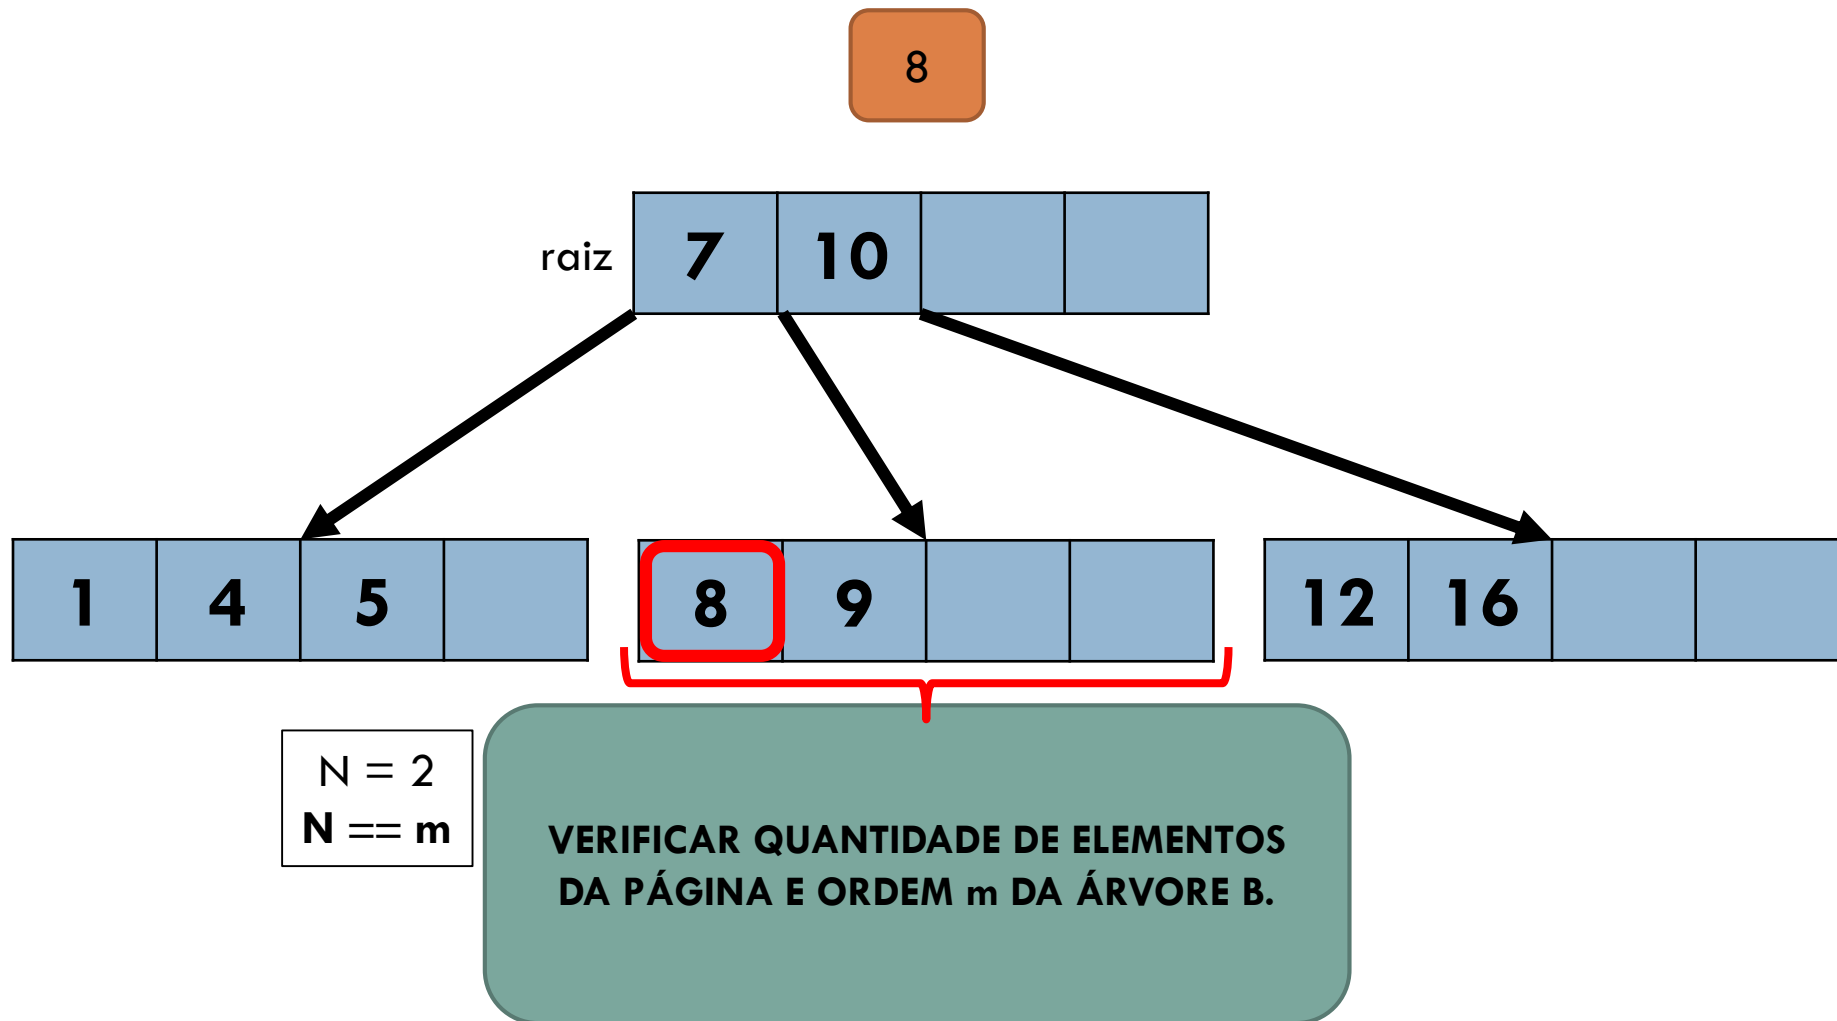 8
raiz 7 10
1 4 5 8 9 12 16
N = 2
N == m
VERIFICAR QUANTIDADE DE ELEMENTOS
DA PÁGINA E ORDEM m DA ÁRVORE B.